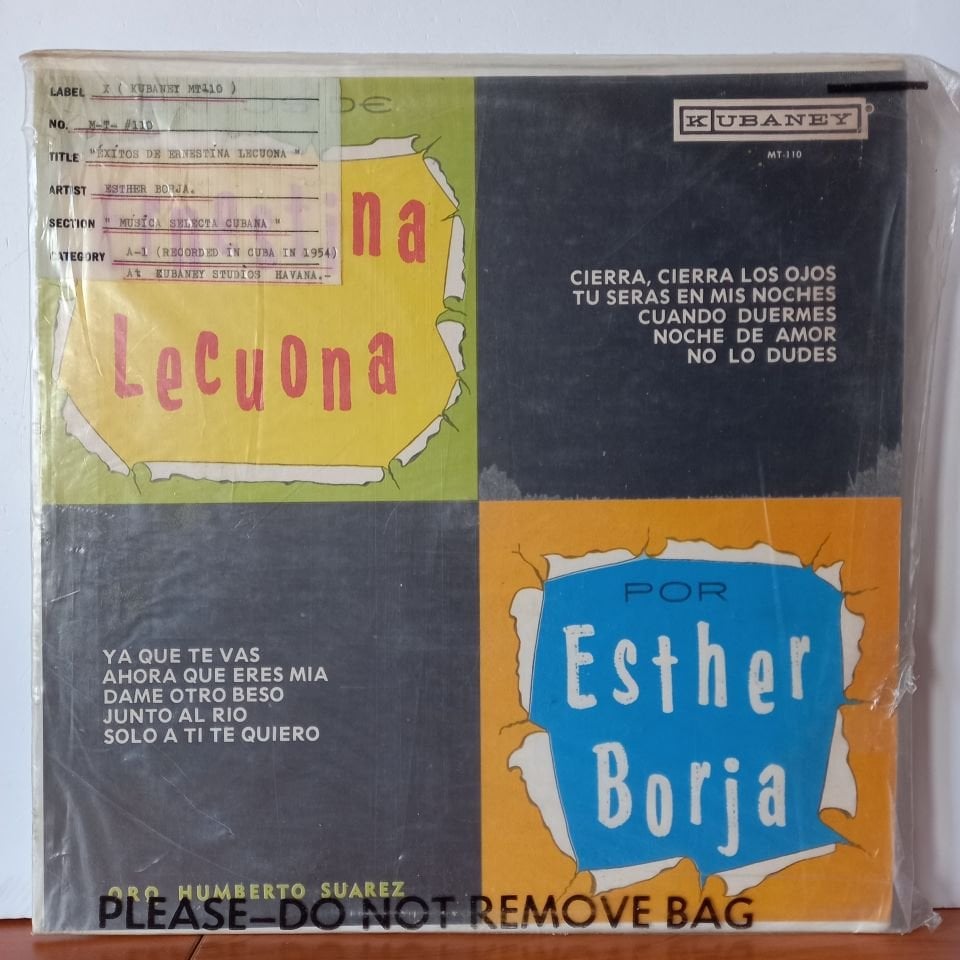 LABEL X ( KUBANEY MT110 )
NO. M-T- #110
TITLE "ÉXITOS DE ERNESTINA LECUONA "
ARTIST ESTHER BORJA.
SECTION " MUSÍCA SELECTA CUBANA "
CATEGORY A-1 (RECORDED IN CUBA IN 1954)
At KUBANEY STUDIOS HAVANA.-
DE
na
Lecuona
KUBANEY
MT-110
CIERRA, CIERRA LOS OJOS
TU SERAS EN MIS NOCHES
CUANDO DUERMES
NOCHE DE AMOR
NO LO DUDES
YA QUE TE VAS
AHORA QUE ERES MIA
DAME OTRO BESO
JUNTO AL RIO
SOLO A TI TE QUIERO
POR
Esther
Borja
ORQ. HUMBERTO SUAREZ
PLEASE-DO NOT REMOVE BAG